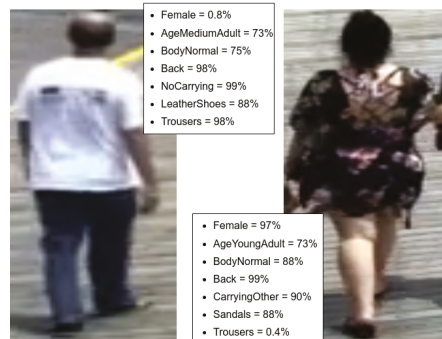 Female = 0.8%
AgeMediumAdult = 73%
BodyNormal = 75%
Back = 98%
NoCarrying = 99%
LeatherShoes = 88%
Trousers = 98%
Female = 97%
AgeYoungAdult = 73%
BodyNormal = 88%
Back = 99%
CarryingOther = 90%
Sandals = 88%
Trousers = 0.4%